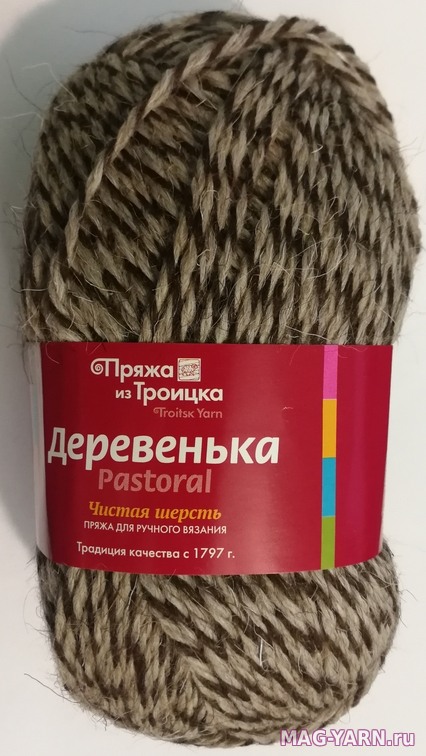 Пряжа
из Троицка
Troitsk Yarn
Деревенька
Pastoral
Чистая шерсть
ПРЯЖА ДЛЯ РУЧНОГО ВЯЗАНИЯ
Традиция качества с 1797 г.
MAG-YARN.ru